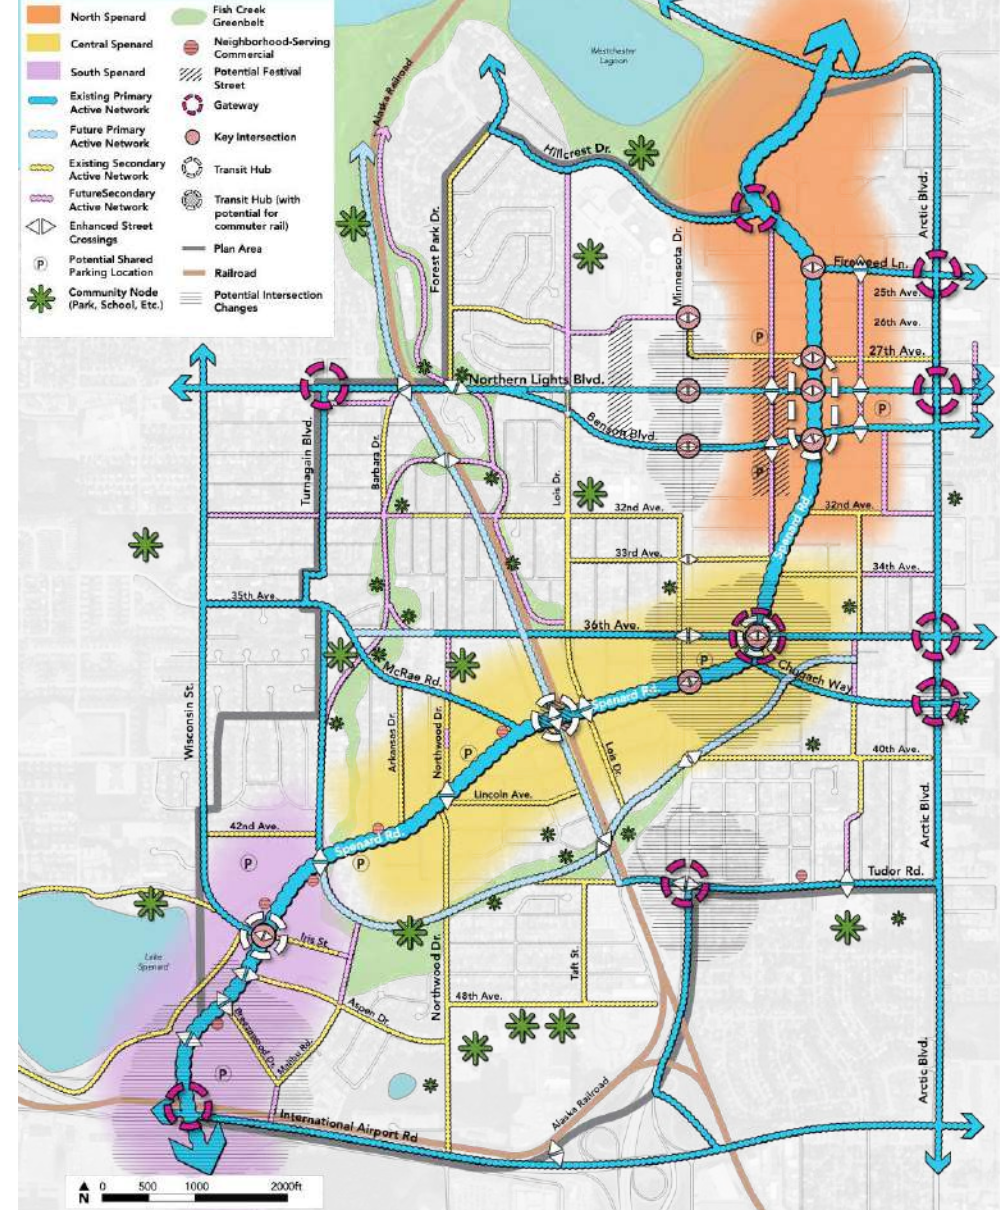 North Spenard
Central Spenard
South Spenard
Existing Primary
Active Network
Future Primary
Active Network
Existing Secondary
Active Network
FutureSecondary
Active Network
Enhanced Street
Crossings
P
Potential Shared
Parking Location
Community Node
(Park, School, Etc.)
Fish Creek
Greenbelt
Neighborhood-Serving
Commercial
Potential Festival
Street
Gateway
Key Intersection
Transit Hub
Transit Hub (with
potential for
commuter rail)
Plan Area
Railroad
Potential Intersection
Changes
Westchester
Lagoon
Alaska Railroad
Hillcrest Dr.
Forest Park Dr.
Minnesota Dr.
Arctic Blvd.
Fireweed Ln.
25th Ave.
26th Ave.
27th Ave.
P
Northern Lights Blvd.
P
Benson Blvd.
Turnagain Blvd.
Barbara Dr.
Lois Dr.
P
32nd Ave.
32nd Ave.
Spenard Rd.
33rd Ave.
34th Ave.
35th Ave.
36th Ave.
McRae Rd.
P
Chugach Way
Spenard Rd.
Wisconsin St.
Arkansas Dr.
Northwood Dr.
P
Lois Dr.
40th Ave.
Lincoln Ave.
Arctic Blvd.
42nd Ave.
Spenard Rd.
P
P
Tudor Rd.
Iris St.
Lake
Spenard
Northwood Dr.
Taft St.
48th Ave.
Aspen Dr.
Breezewood Dr.
Malibu Rd.
P
Arctic Blvd.
Alaska Railroad
International Airport Rd
N
0 500 1000 2000ft